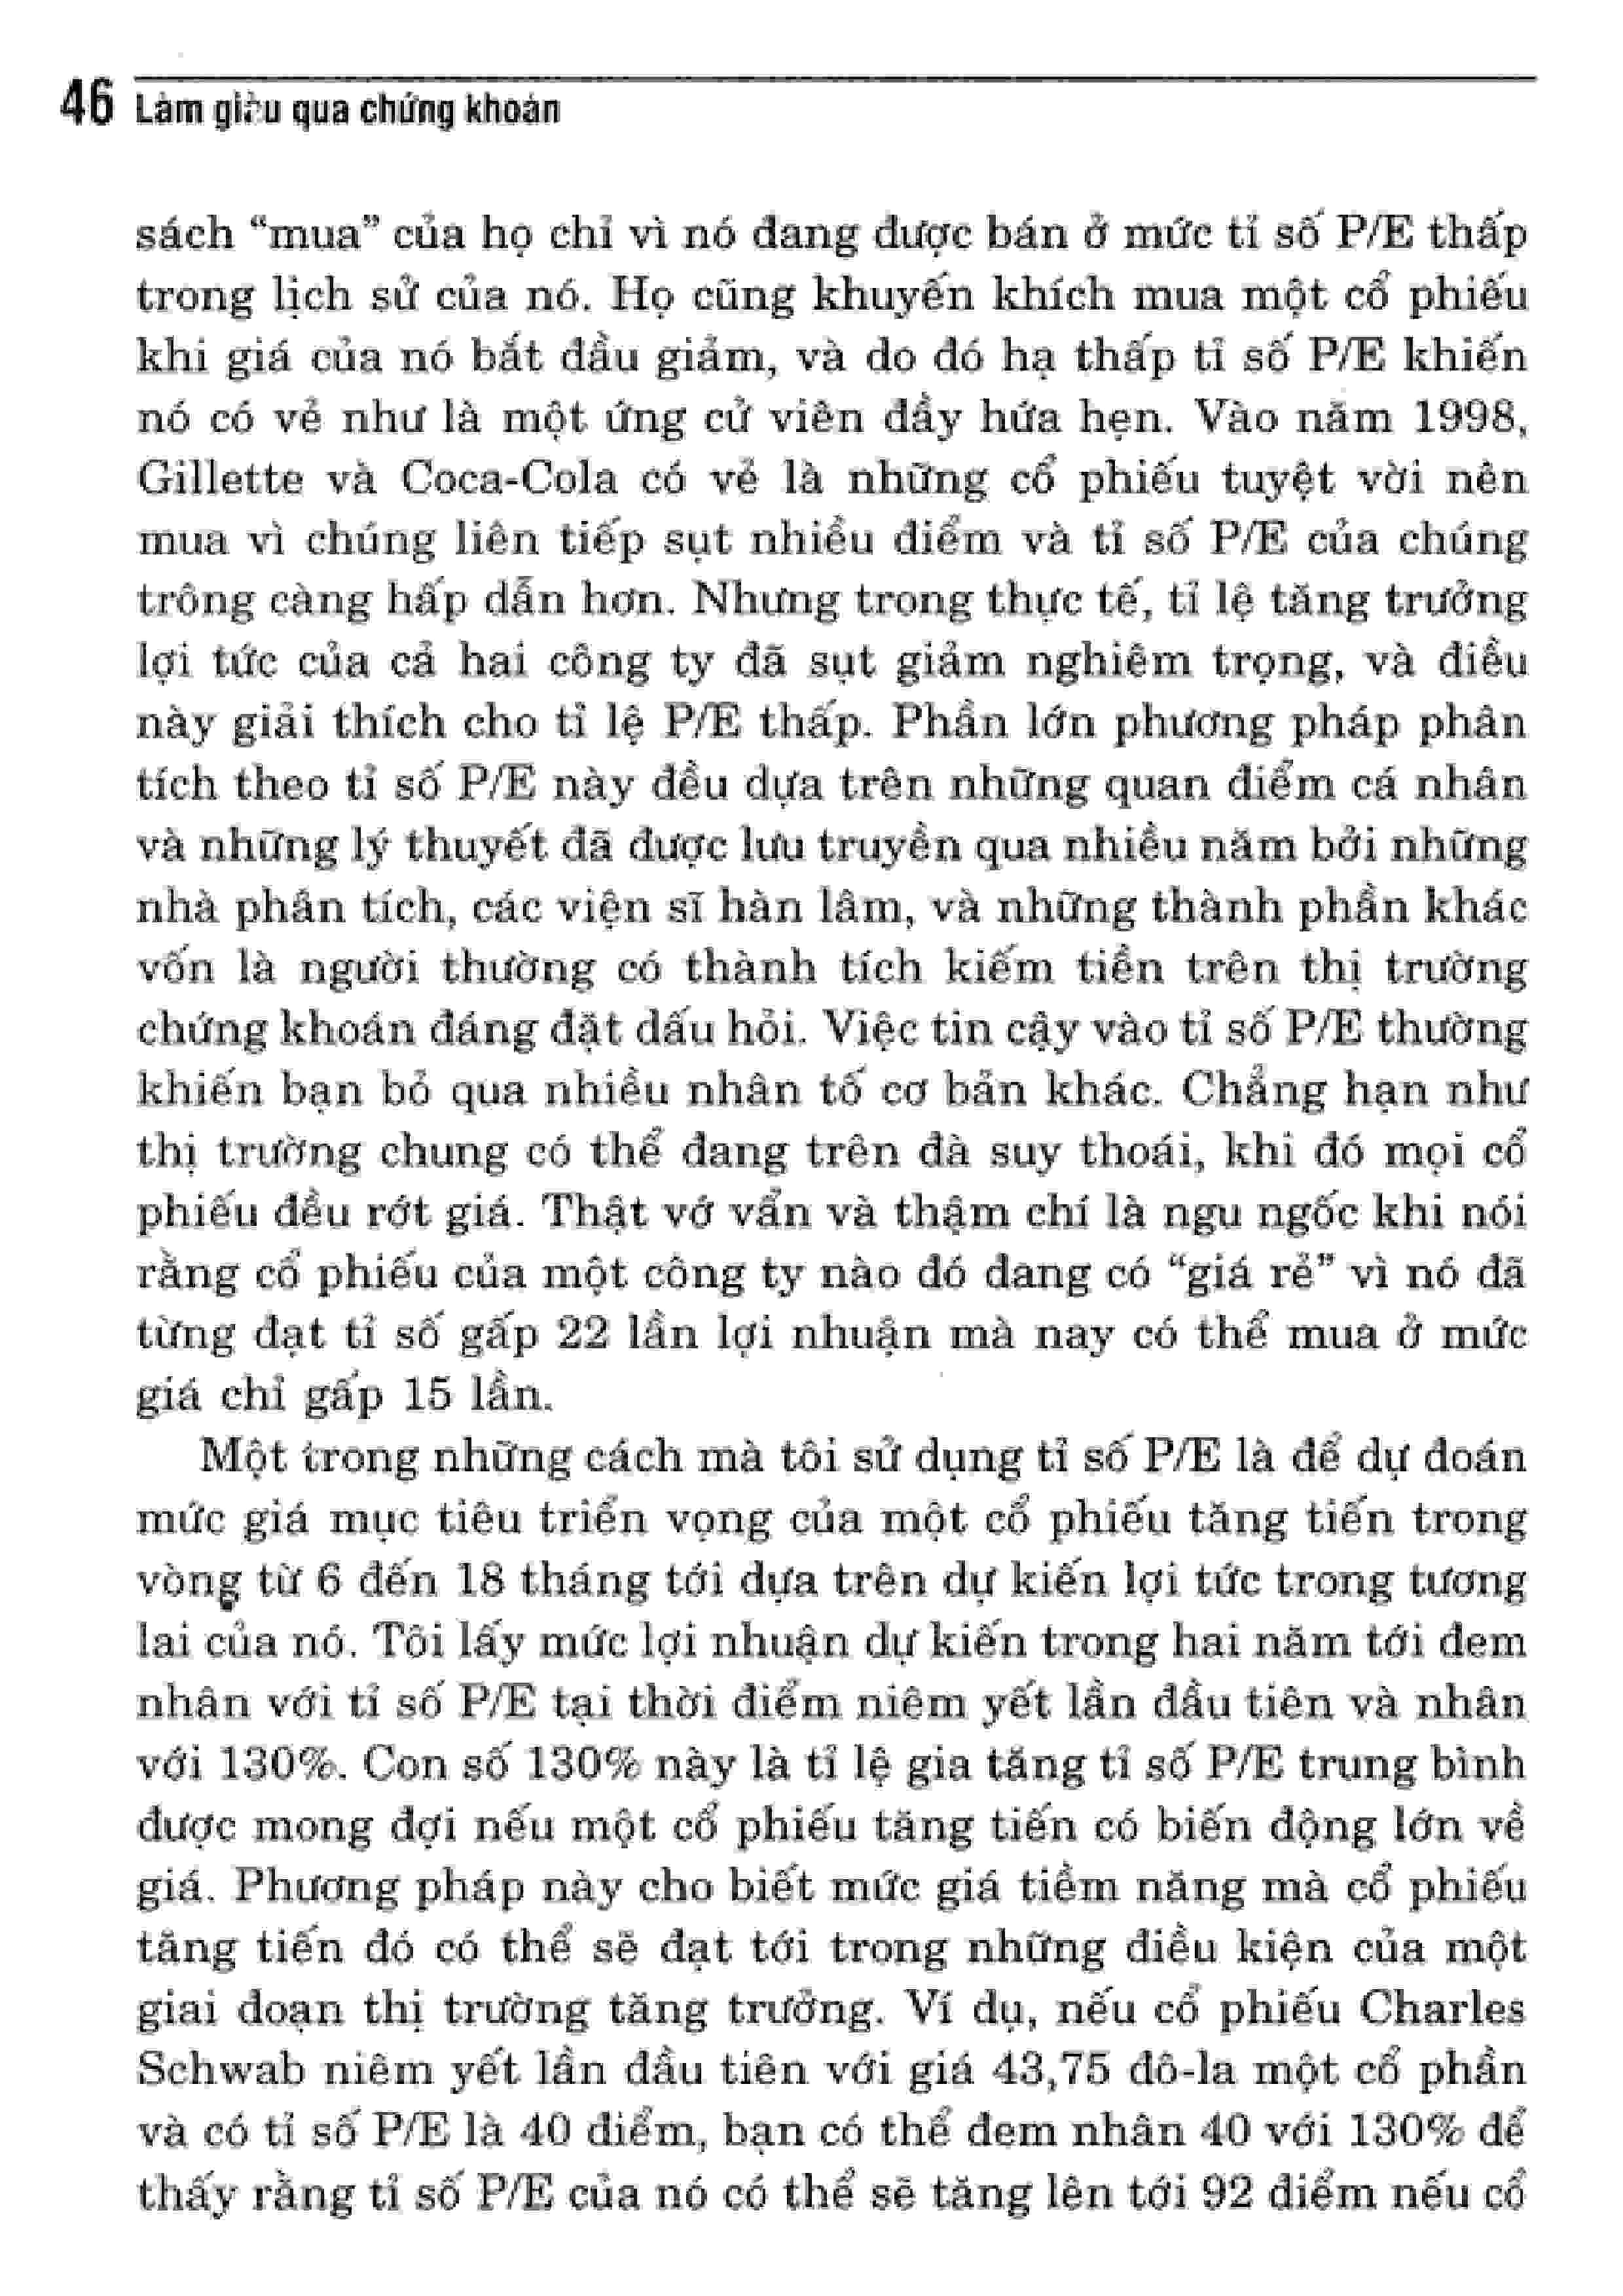 46 Làm giàu qua chứng khoán
sách “mua” của họ chỉ vì nó đang được bán ở mức tỉ số P/E thấp
trong lịch sử của nó. Họ cũng khuyến khích mua một cổ phiếu
khi giá của nó bắt đầu giảm, và do đó hạ thấp tỉ số P/E khiến
nó có vẻ như là một ứng cử viên đầy hứa hẹn. Vào năm 1998,
Gillette và Coca-Cola có vẻ là những cổ phiếu tuyệt vời nên
mua vì chúng liên tiếp sụt nhiều điểm và tỉ số P/E của chúng
trông càng hấp dẫn hơn. Nhưng trong thực tế, tỉ lệ tăng trưởng
lợi tức của cả hai công ty đã sụt giảm nghiêm trọng, và điều
này giải thích cho tỉ lệ P/E thấp. Phần lớn phương pháp phân
tích theo tỉ số P/E này đều dựa trên những quan điểm cá nhân
và những lý thuyết đã được lưu truyền qua nhiều năm bởi những
nhà phân tích, các viện sĩ hàn lâm, và những thành phần khác
vốn là người thường có thành tích kiếm tiền trên thị trường
chứng khoán đáng đặt dấu hỏi. Việc tin cậy vào tỉ số P/E thường
khiến bạn bỏ qua nhiều nhân tố cơ bản khác. Chẳng hạn như
thị trường chung có thể đang trên đà suy thoái, khi đó mọi cổ
phiếu đều rớt giá. Thật vớ vẩn và thậm chí là ngu ngốc khi nói
rằng cổ phiếu của một công ty nào đó đang có “giá rẻ” vì nó đã
từng đạt tỉ số gấp 22 lần lợi nhuận mà nay có thể mua ở mức
giá chỉ gấp 15 lần.
Một trong những cách mà tôi sử dụng tỉ số P/E là để dự đoán
mức giá mục tiêu triển vọng của một cổ phiếu tăng tiến trong
vòng từ 6 đến 18 tháng tới dựa trên dự kiến lợi tức trong tương
lai của nó. Tôi lấy mức lợi nhuận dự kiến trong hai năm tới đem
nhân với tỉ số P/E tại thời điểm niêm yết lần đầu tiên và nhân
với 130%. Con số 130% này là tỉ lệ gia tăng tỉ số P/E trung bình
được mong đợi nếu một cổ phiếu tăng tiến có biến động lớn về
giá. Phương pháp này cho biết mức giá tiềm năng mà cổ phiếu
tăng tiến đó có thể sẽ đạt tới trong những điều kiện của một
giai đoạn thị trường tăng trưởng. Ví dụ, nếu cổ phiếu Charles
Schwab niêm yết lần đầu tiên với giá 43,75 đô-la một cổ phần
và có tỉ số P/E là 40 điểm, bạn có thể đem nhân 40 với 130% để
thấy rằng tỉ số P/E của nó có thể sẽ tăng lên tới 92 điểm nếu cổ